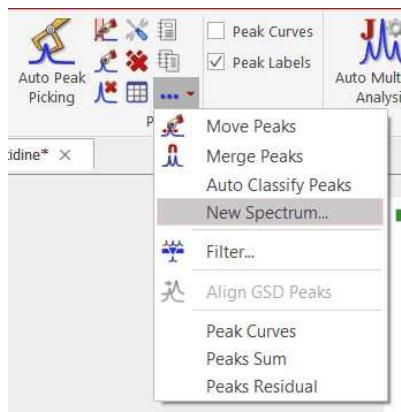 Peak Curves
Peak Labels
Auto Peak
Picking
Auto Mult
Analysi
P
tidine* ×
Move Peaks
Merge Peaks
Auto Classify Peaks
New Spectrum...
Filter...
Align GSD Peaks
Peak Curves
Peaks Sum
Peaks Residual